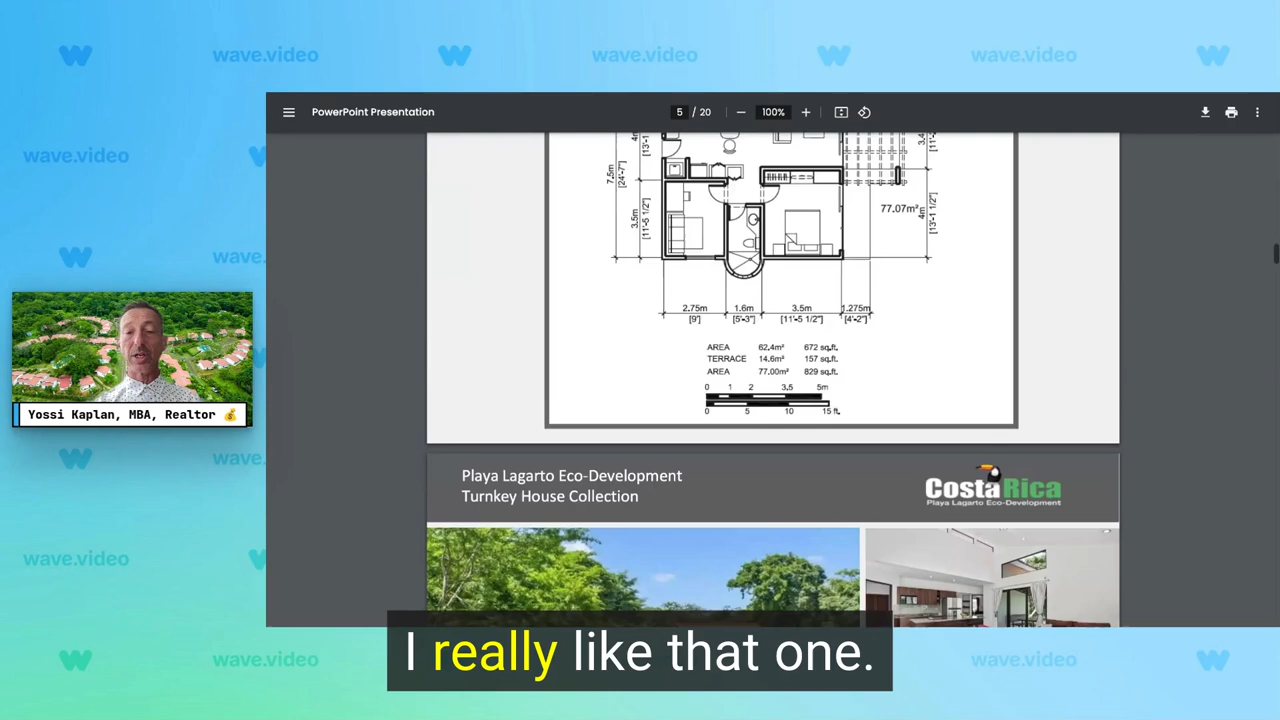 wave.video wave.video wave.video
PowerPoint Presentation 5 / 20 100%
wave.video
wave.
wave.
wave.video
wave.video wave.video
Yossi Kaplan, MBA, Realtor 💰
7.5m
[24'-7"]
3.5m
[11'-5 1/2"]
77.07m²
4m
[13'-1 1/2"]
2.75m 1.6m 3.5m 1.275m
[9'] [5'-3"] [11'-5 1/2"] [4'-2"]
AREA 62.4m² 672 sq.ft.
TERRACE 14.6m² 157 sq.ft.
AREA 77.00m² 829 sq.ft.
0 1 2 3,5 5m
0 5 10 15 ft.
Playa Lagarto Eco-Development
Turnkey House Collection
CostaRica
Playa Lagarto Eco-Development
I really like that one.